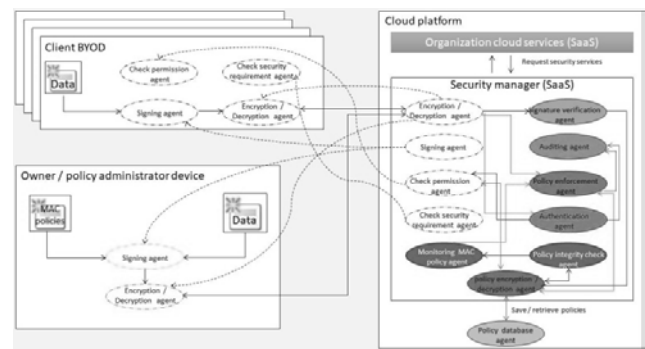 Client BYOD
Data
Check permission
agent
Check security
requirement agent
Signing agent
Encryption /
Decryption agent
Owner / policy administrator device
MAC
policies
Data
Signing agent
Encryption /
Decryption agent
Cloud platform
Organization cloud services (SaaS)
Request security services
Security manager (SaaS)
Encryption /
Decryption agent
Signature verification
agent
Signing agent
Auditing agent
Check permission
agent
Policy enforcement
agent
Check security
requirement agent
Authentication
agent
Monitoring MAC
policy agent
Policy integrity check
agent
Policy encryption /
decryption agent
Save / retrieve policies
Policy database
agent